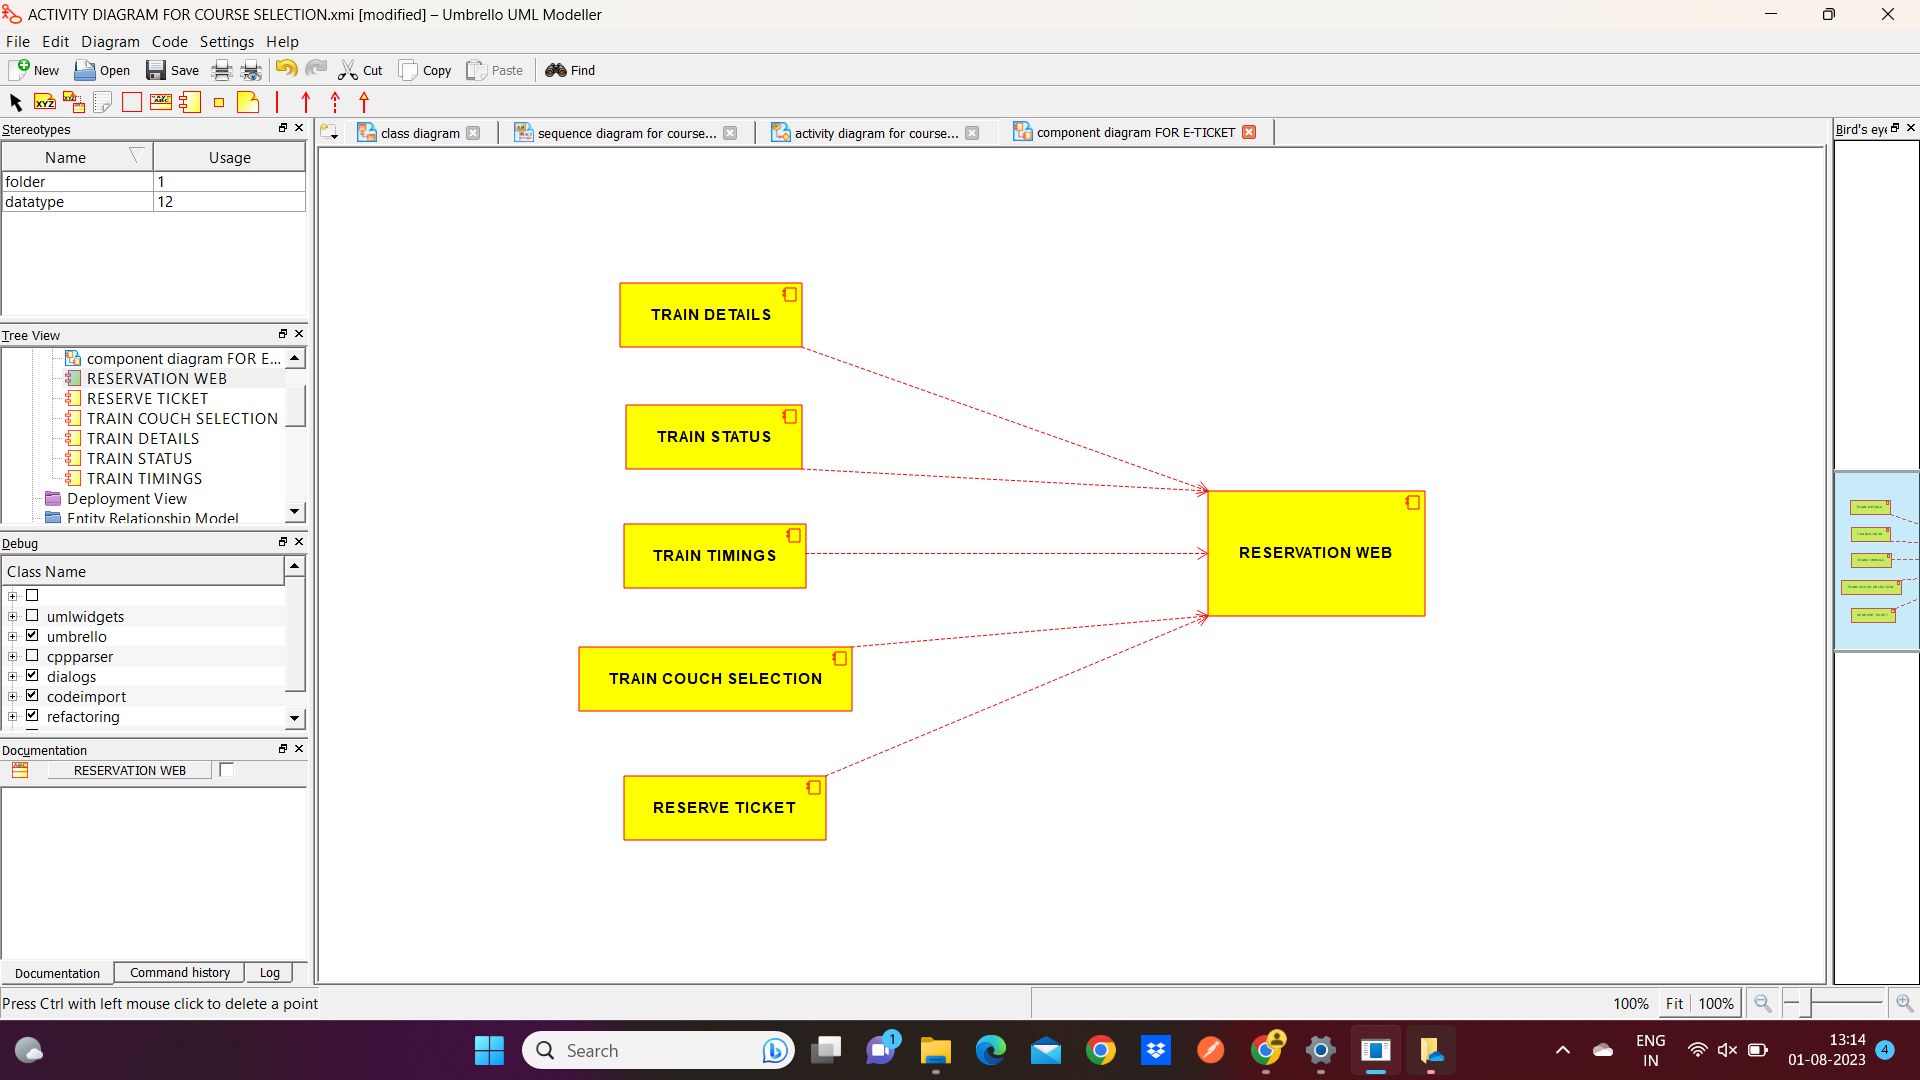 ACTIVITY DIAGRAM FOR COURSE SELECTION.xmi [modified] – Umbrello UML Modeller
File Edit Diagram Code Settings Help
New Open Save Cut Copy Paste Find
XYZ
Stereotypes
Name Usage
folder 1
datatype 12
Tree View
component diagram FOR E...
RESERVATION WEB
RESERVE TICKET
TRAIN COUCH SELECTION
TRAIN DETAILS
TRAIN STATUS
TRAIN TIMINGS
Deployment View
Entity Relationship Model
Debug
Class Name
umlwidgets
umbrello
cppparser
dialogs
codeimport
refactoring
Documentation
RESERVATION WEB
Documentation Command history Log
class diagram
sequence diagram for course...
activity diagram for course...
component diagram FOR E-TICKET
Bird's eye
TRAIN DETAILS
TRAIN STATUS
TRAIN TIMINGS
TRAIN COUCH SELECTION
RESERVE TICKET
RESERVATION WEB
Press Ctrl with left mouse click to delete a point
100% Fit 100%
Search
1
ENG
IN
13:14
01-08-2023
4